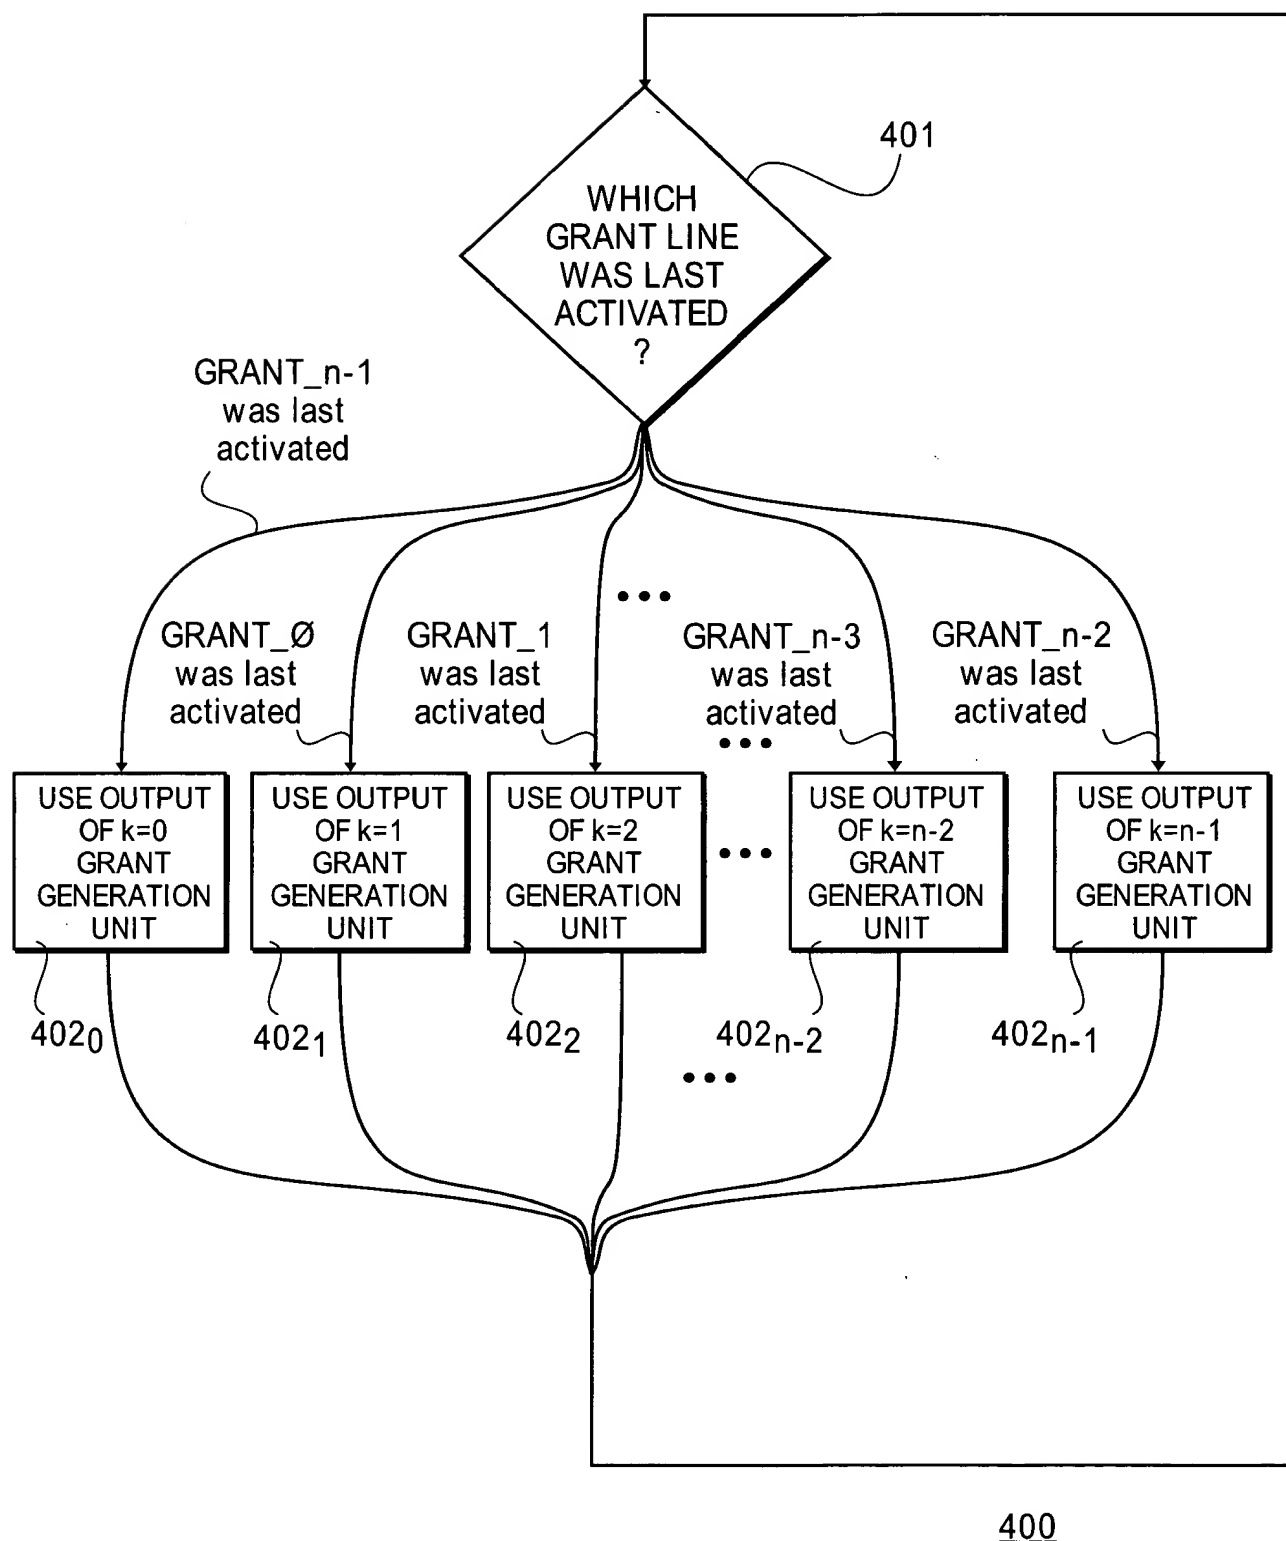 401
WHICH
GRANT LINE
WAS LAST
ACTIVATED
?
GRANT_n-1
was last
activated
GRANT_Ø
was last
activated
GRANT_1
was last
activated
GRANT_n-3
was last
activated
GRANT_n-2
was last
activated
USE OUTPUT
OF k=0
GRANT
GENERATION
UNIT
USE OUTPUT
OF k=1
GRANT
GENERATION
UNIT
USE OUTPUT
OF k=2
GRANT
GENERATION
UNIT
USE OUTPUT
OF k=n-2
GRANT
GENERATION
UNIT
USE OUTPUT
OF k=n-1
GRANT
GENERATION
UNIT
402₀
402₁
402₂
402n-2
402n-1
400